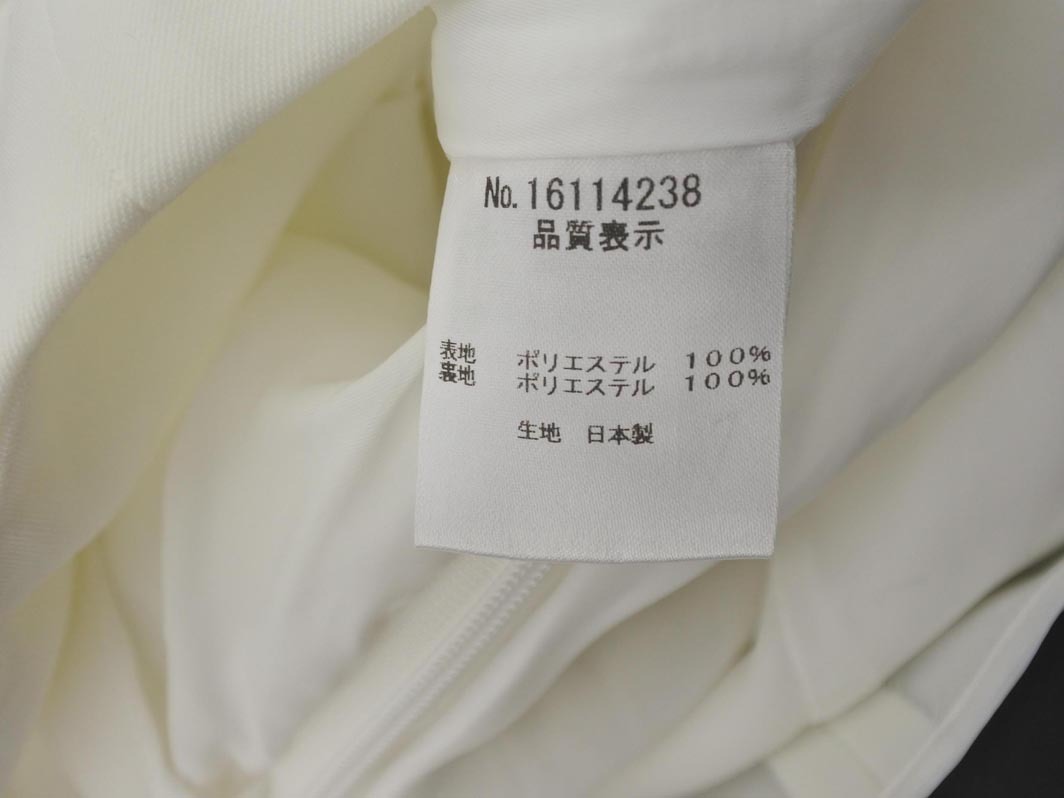 No.16114238
品質表示
表地 ポリエステル 100%
裏地 ポリエステル 100%
生地 日本製